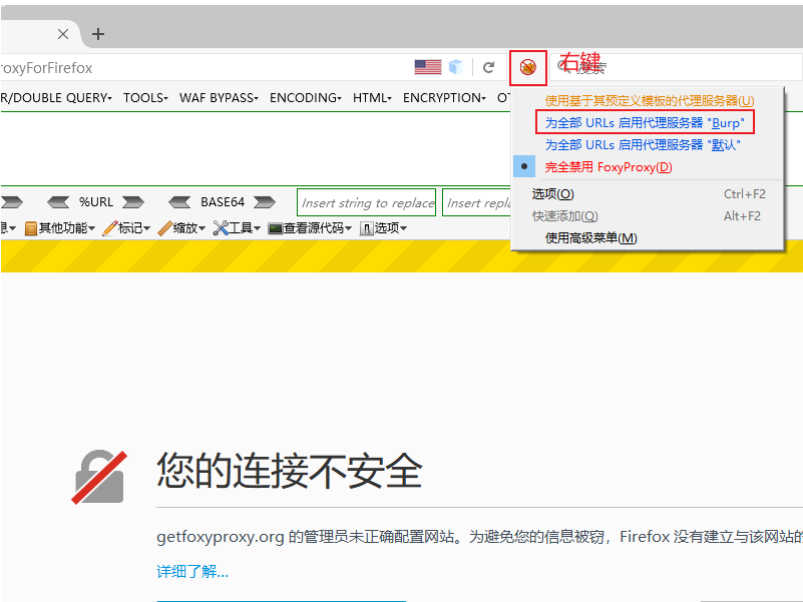 ×
+
oxyForFirefox
右键
搜索
R/DOUBLE QUERY▾ TOOLS▾ WAF BYPASS▾ ENCODING▾ HTML▾ ENCRYPTION▾
使用基于其预定义模板的代理服务器(U)
为全部 URLs 启用代理服务器 "Burp"
为全部 URLs 启用代理服务器 "默认"
完全禁用 FoxyProxy(D)
选项(O) Ctrl+F2
快速添加(Q) Alt+F2
使用高级菜单(M)
%URL BASE64 Insert string to replace Insert repl
其他功能▾ 标记▾ 缩放▾ 工具▾ 查看源代码▾ 选项▾
您的连接不安全
getfoxyproxy.org 的管理员未正确配置网站。为避免您的信息被窃，Firefox 没有建立与该网站的
详细了解...